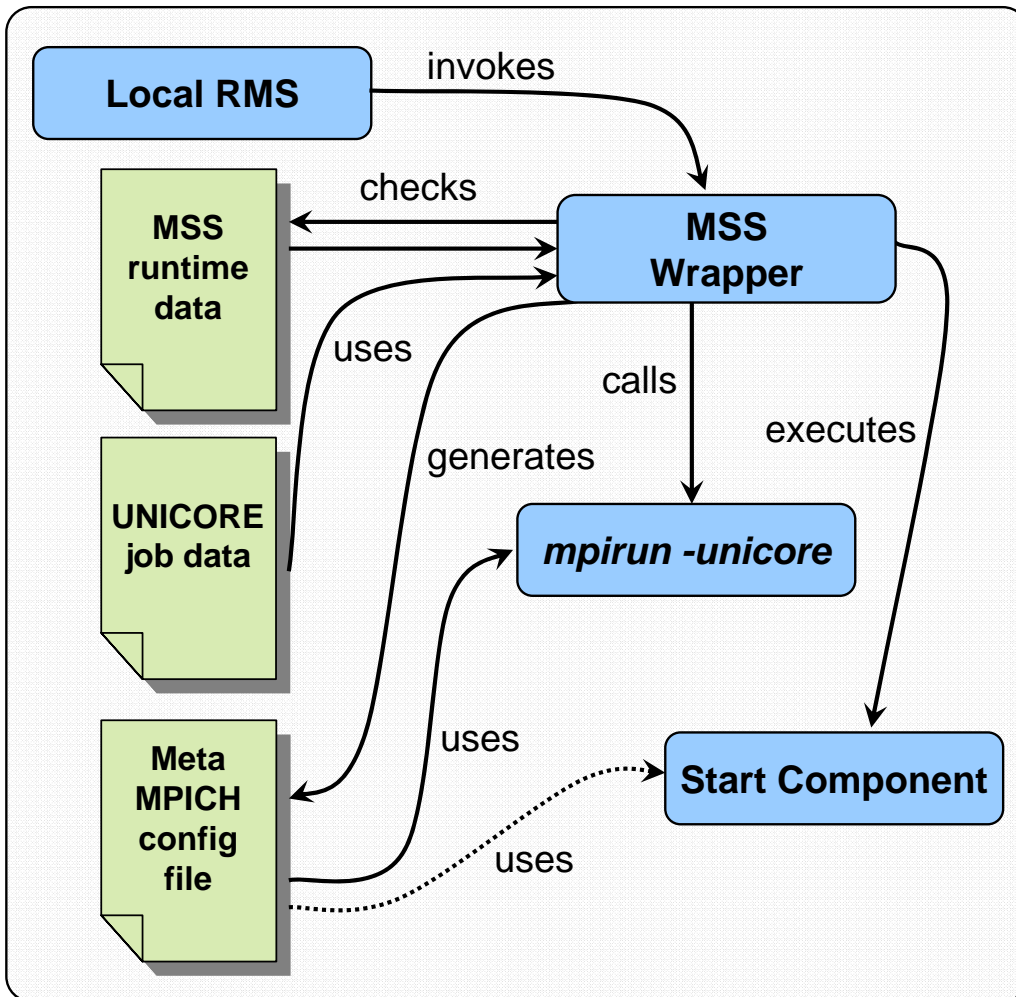 invokes
Local RMS
checks
MSS
runtime
data
MSS
Wrapper
uses
calls
executes
generates
UNICORE
job data
mpirun -unicore
Meta
MPICH
config
file
uses
Start Component
uses